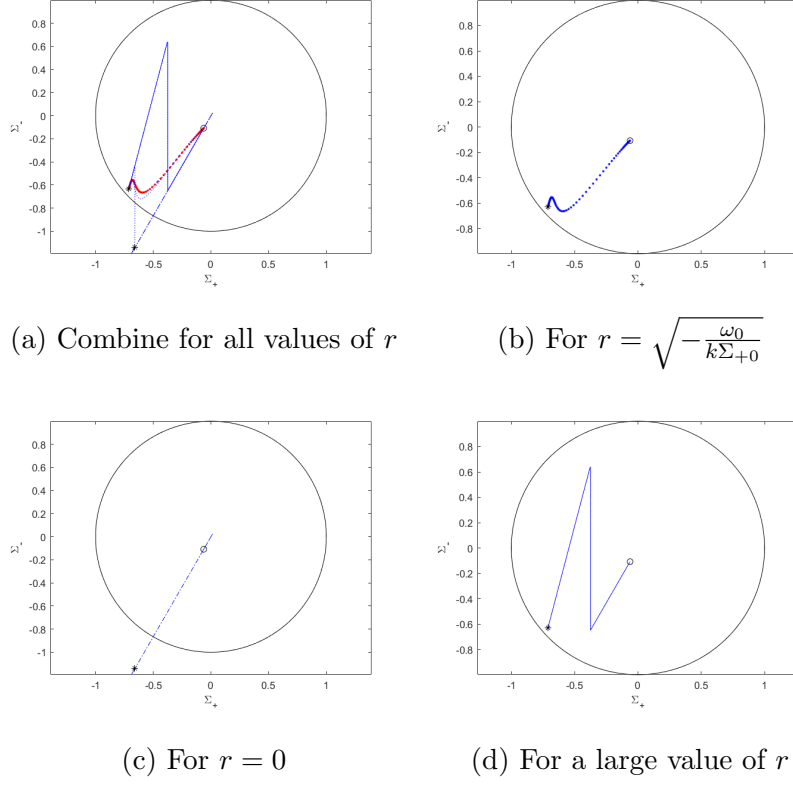 0.8
0.6
0.4
0.2
0
-0.2
-0.4
-0.6
-0.8
-1
Σ-
-1 -0.5 0 0.5 1
Σ+
0.8
0.6
0.4
0.2
0
-0.2
-0.4
-0.6
-0.8
Σ-
-1 -0.5 0 0.5 1
Σ+
(a) Combine for all values of r
(b) For r = √(-ω₀/(kΣ₊₀))
0.8
0.6
0.4
0.2
0
-0.2
-0.4
-0.6
-0.8
-1
Σ-
-1 -0.5 0 0.5 1
Σ+
0.8
0.6
0.4
0.2
0
-0.2
-0.4
-0.6
-0.8
Σ-
-1 -0.5 0 0.5 1
Σ+
(c) For r = 0
(d) For a large value of r